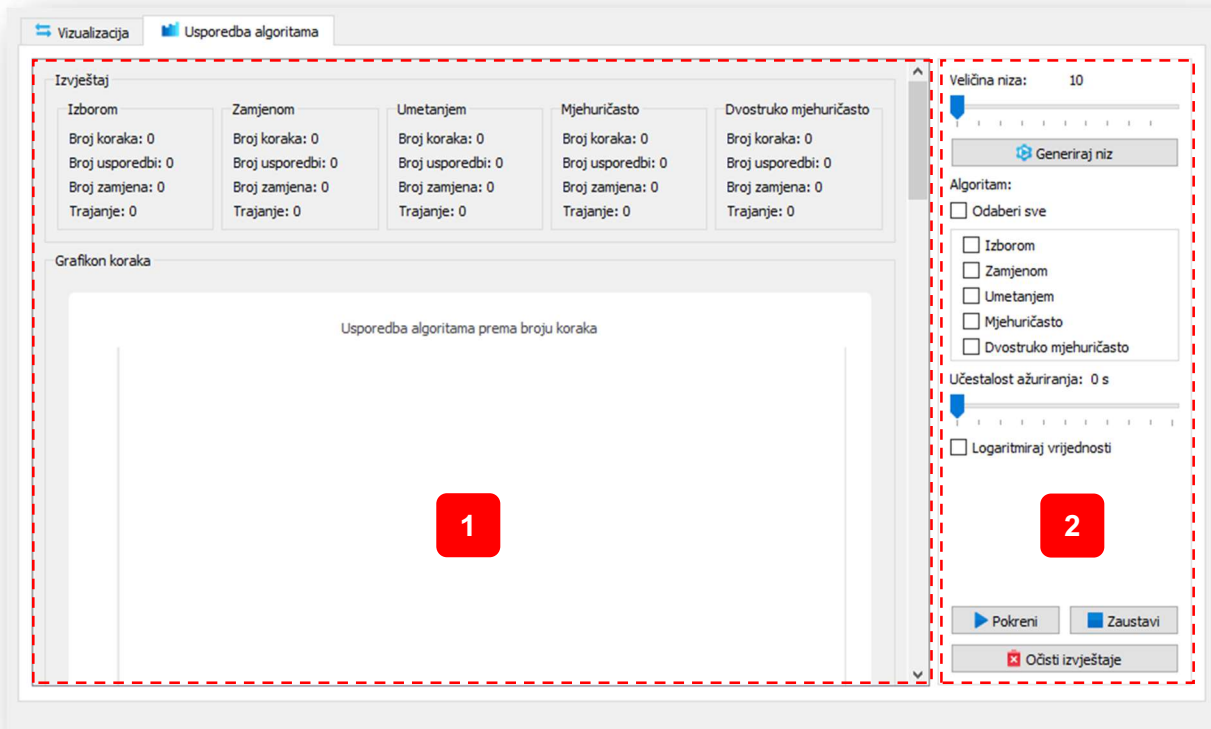 Vizualizacija
Usporedba algoritama
Izvještaj
Izborom
Broj koraka: 0
Broj usporedbi: 0
Broj zamjena: 0
Trajanje: 0
Zamjenom
Broj koraka: 0
Broj usporedbi: 0
Broj zamjena: 0
Trajanje: 0
Umetanjem
Broj koraka: 0
Broj usporedbi: 0
Broj zamjena: 0
Trajanje: 0
Mjehuričasto
Broj koraka: 0
Broj usporedbi: 0
Broj zamjena: 0
Trajanje: 0
Dvostruko mjehuričasto
Broj koraka: 0
Broj usporedbi: 0
Broj zamjena: 0
Trajanje: 0
Grafikon koraka
Usporedba algoritama prema broju koraka
1
Veličina niza: 10
Generiraj niz
Algoritam:
Odaberi sve
Izborom
Zamjenom
Umetanjem
Mjehuričasto
Dvostruko mjehuričasto
Učestalost ažuriranja: 0 s
Logaritmiraj vrijednosti
2
Pokreni
Zaustavi
Očisti izvještaje